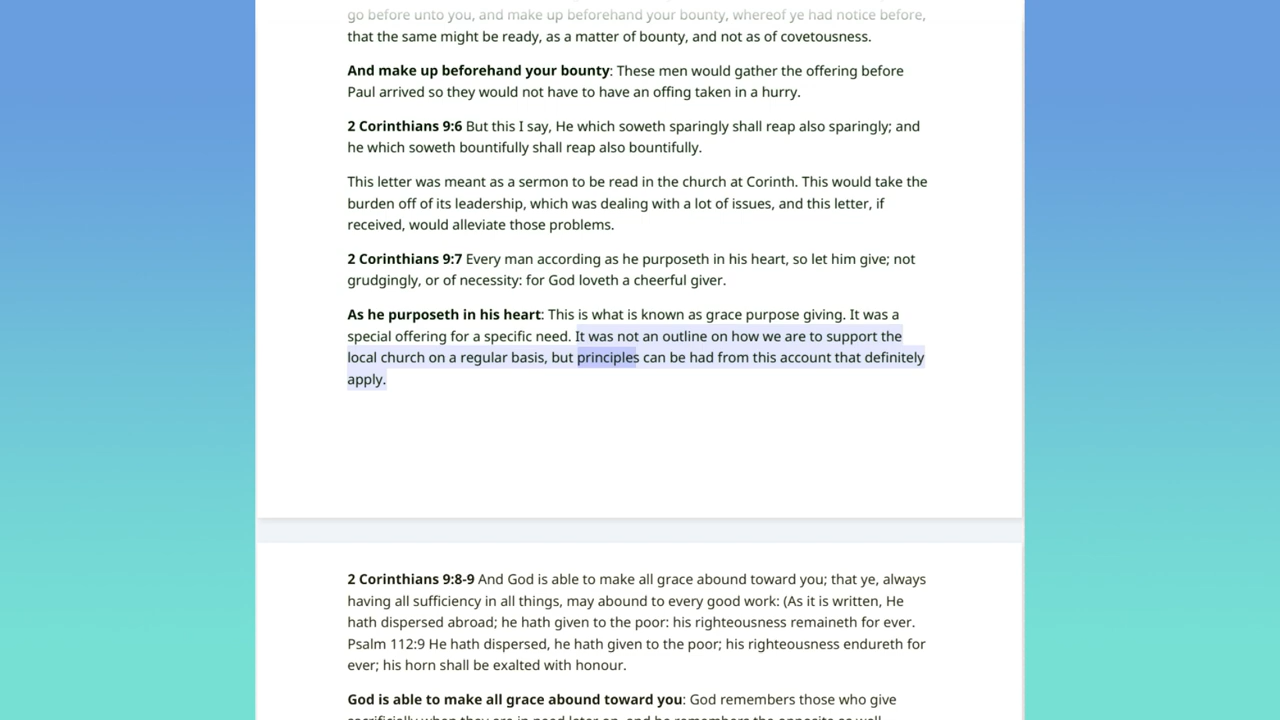 go before unto you, and make up beforehand your bounty, whereof ye had notice before,
that the same might be ready, as a matter of bounty, and not as of covetousness.
And make up beforehand your bounty: These men would gather the offering before
Paul arrived so they would not have to have an offing taken in a hurry.
2 Corinthians 9:6 But this I say, He which soweth sparingly shall reap also sparingly; and
he which soweth bountifully shall reap also bountifully.
This letter was meant as a sermon to be read in the church at Corinth. This would take the
burden off of its leadership, which was dealing with a lot of issues, and this letter, if
received, would alleviate those problems.
2 Corinthians 9:7 Every man according as he purposeth in his heart, so let him give; not
grudgingly, or of necessity: for God loveth a cheerful giver.
As he purposeth in his heart: This is what is known as grace purpose giving. It was a
special offering for a specific need. It was not an outline on how we are to support the
local church on a regular basis, but principles can be had from this account that definitely
apply.
2 Corinthians 9:8-9 And God is able to make all grace abound toward you; that ye, always
having all sufficiency in all things, may abound to every good work: (As it is written, He
hath dispersed abroad; he hath given to the poor: his righteousness remaineth for ever.
Psalm 112:9 He hath dispersed, he hath given to the poor; his righteousness endureth for
ever; his horn shall be exalted with honour.
God is able to make all grace abound toward you: God remembers those who give
sacrificially when they are in need later on, and he remembers the opposite as well.